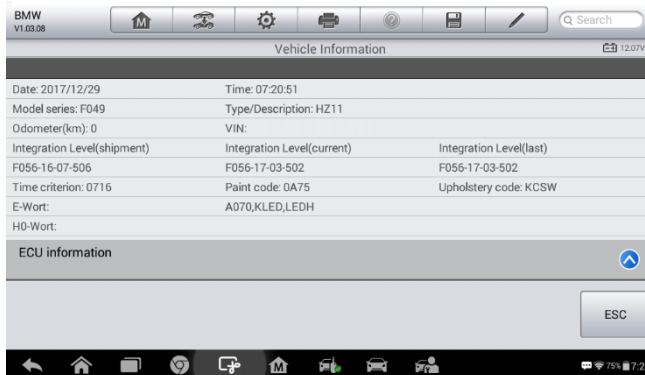 BMW
V1.03.08
Search
Vehicle Information
12.07V
Date: 2017/12/29 Time: 07:20:51
Model series: F049 Type/Description: HZ11
Odometer(km): 0 VIN:
Integration Level(shipment) Integration Level(current) Integration Level(last)
F056-16-07-506 F056-17-03-502 F056-17-03-502
Time criterion: 0716 Paint code: 0A75 Upholstery code: KCSW
E-Wort: A070,KLED,LEDH
H0-Wort:
ECU information
ESC
75% 7:2